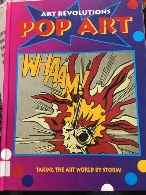 ART REVOLUTIONS
POP ART
WHAAM!
TAKING THE ART WORLD BY STORM!